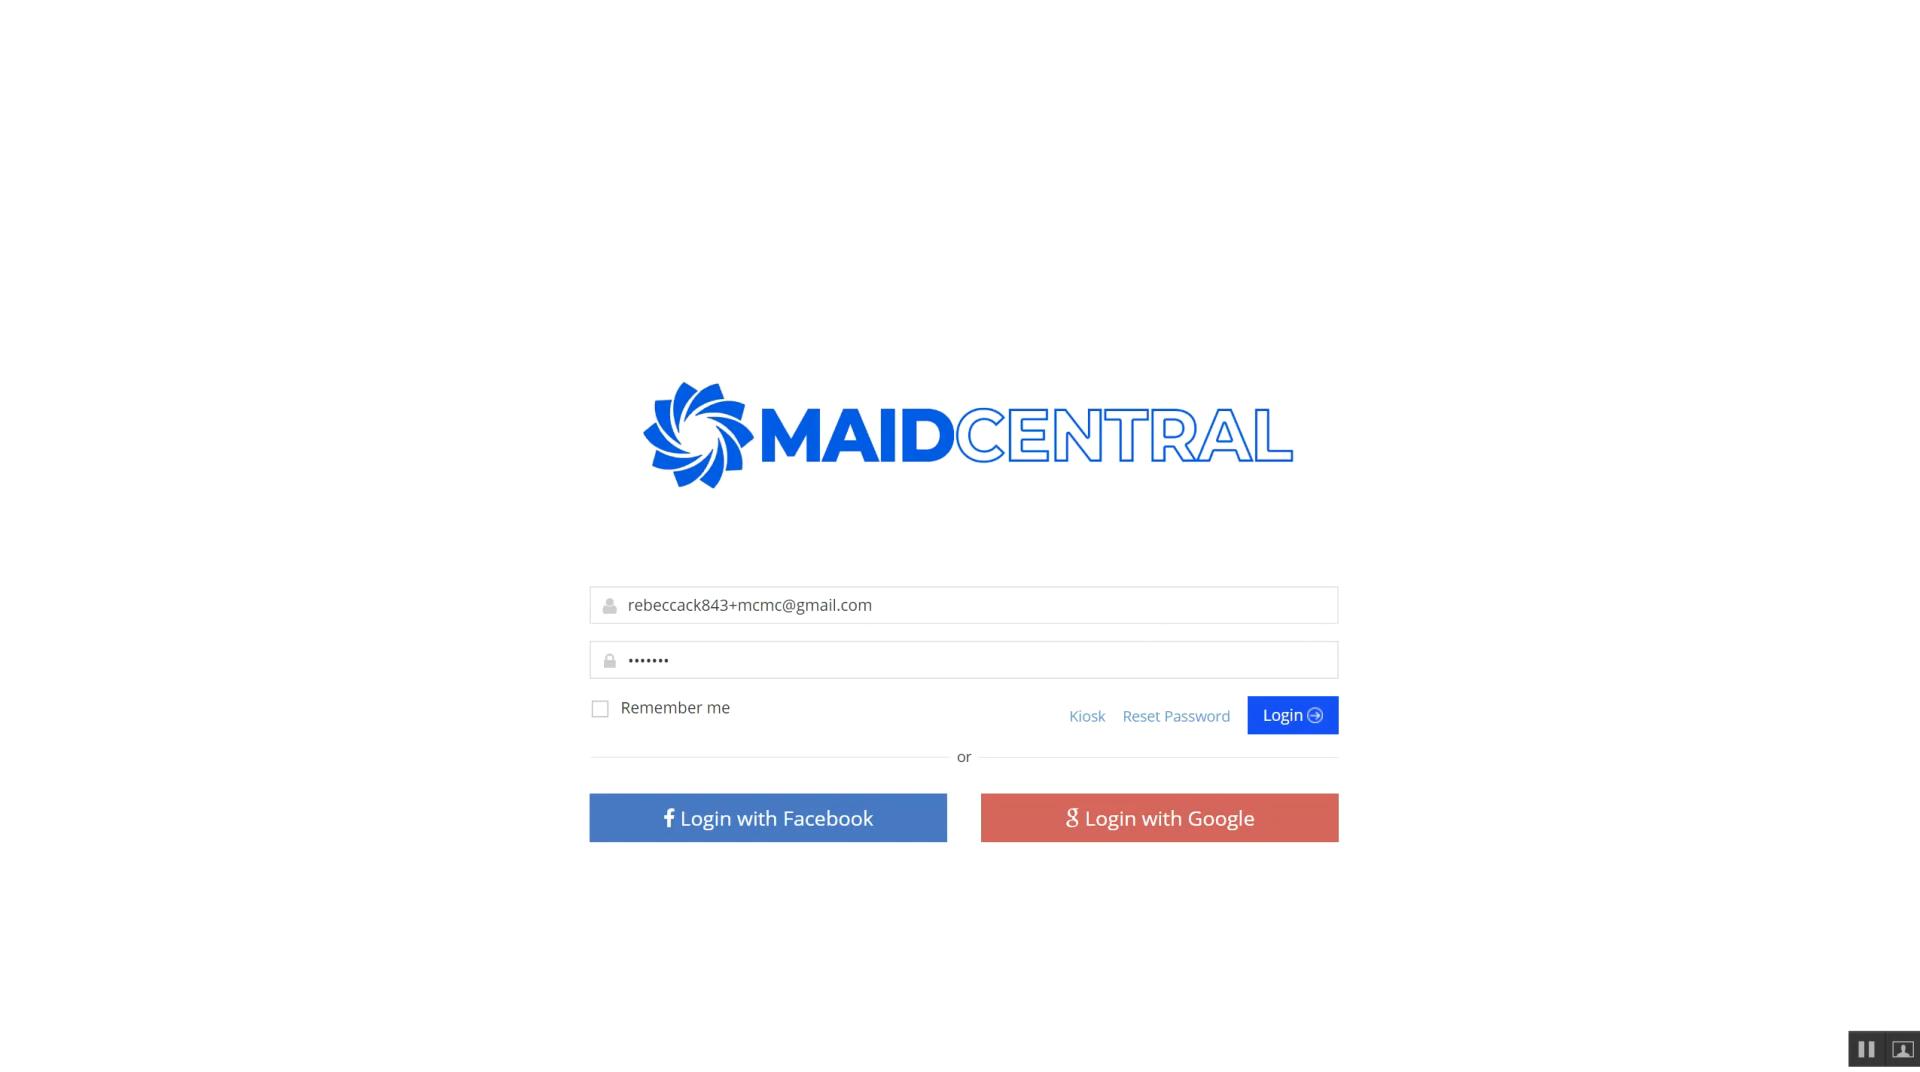 MAIDCENTRAL
rebeccack843+mcmc@gmail.com
•••••••
Remember me
Kiosk Reset Password Login
or
Login with Facebook
Login with Google